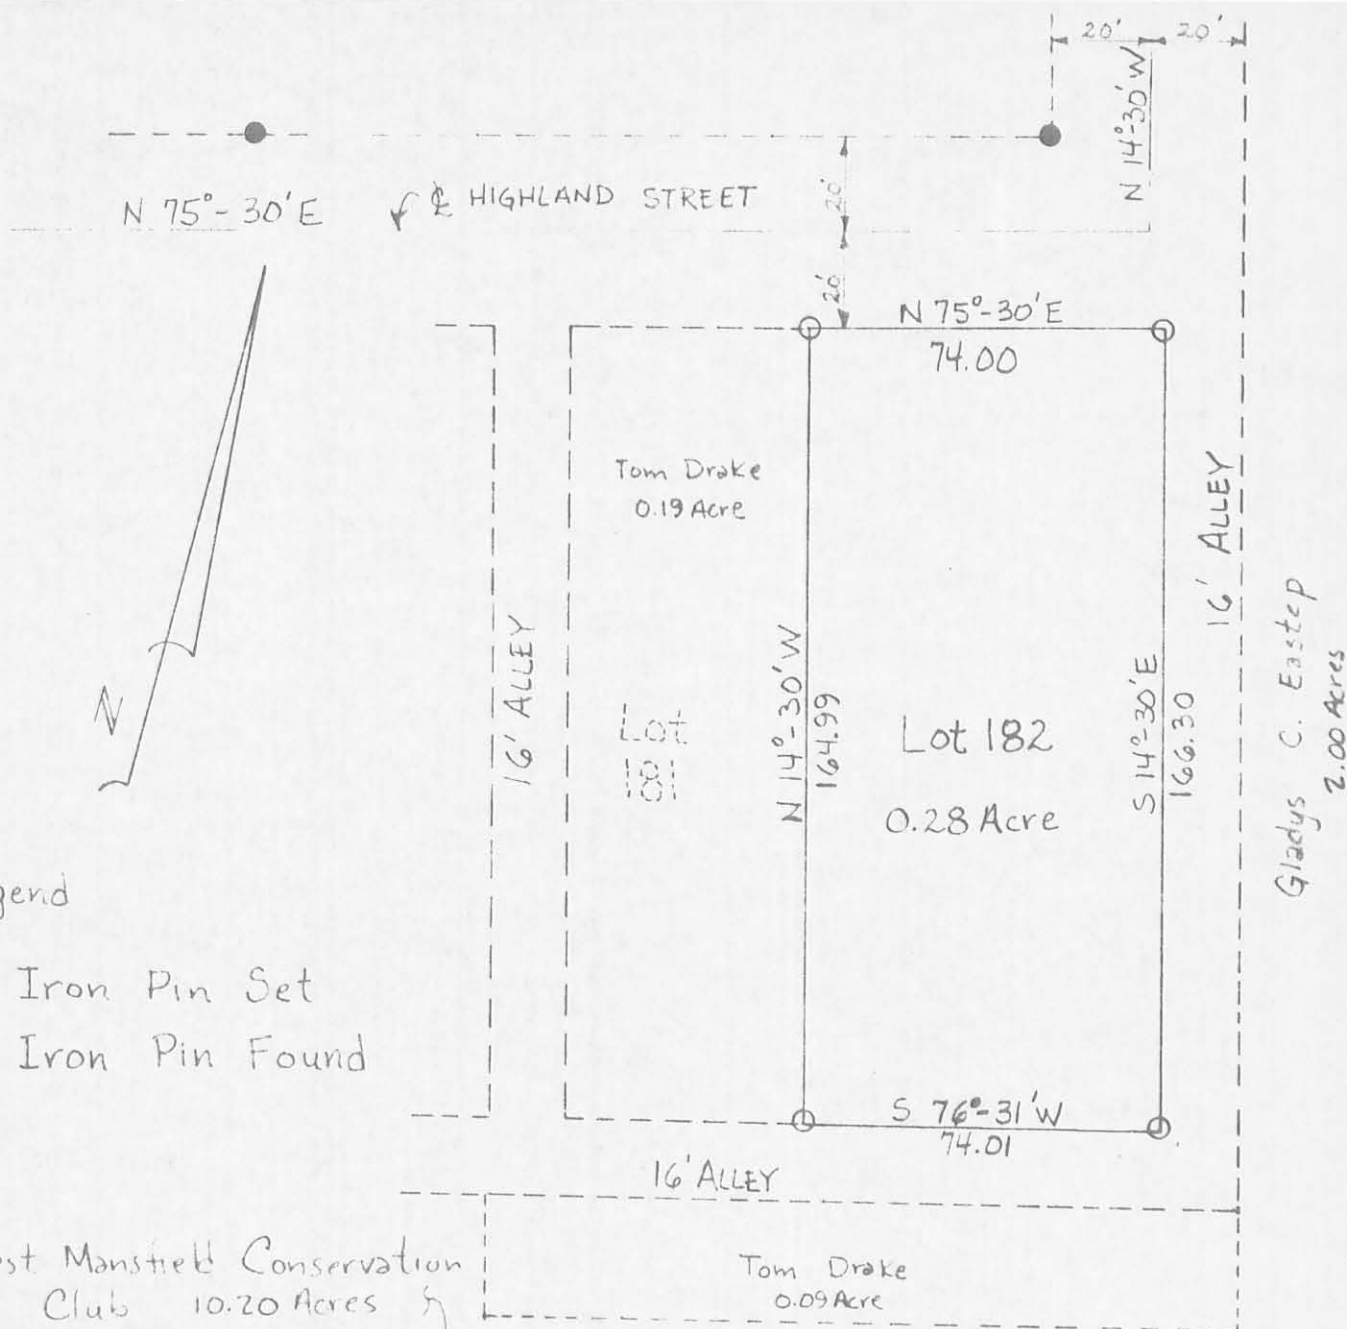 20' 20'
N 14°-30'W
N 75°-30'E
℄ HIGHLAND STREET
20'
20'
N 75°-30'E
74.00
Tom Drake
0.19 Acre
16' ALLEY
16' ALLEY
Lot
181
N 14°-30'W
164.99
Lot 182
0.28 Acre
S 14°-30'E
166.30
Gladys C. Eastep
2.00 Acres
N
gend
Iron Pin Set
Iron Pin Found
S 76°-31'W
74.01
16' ALLEY
st Mansfield Conservation
Club 10.20 Acres
Tom Drake
0.09 Acre